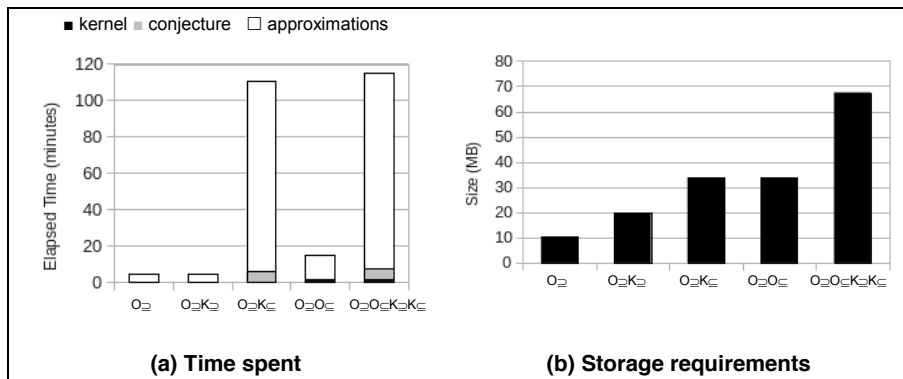 kernel conjecture approximations
120
100
80
60
40
20
0
Elapsed Time (minutes)
O⊇ O⊇K⊇ O⊇K⊆ O⊇O⊆ O⊇O⊆K⊇K⊆
(a) Time spent
80
70
60
50
40
30
20
10
0
Size (MB)
O⊇ O⊇K⊇ O⊇K⊆ O⊇O⊆ O⊇O⊆K⊇K⊆
(b) Storage requirements